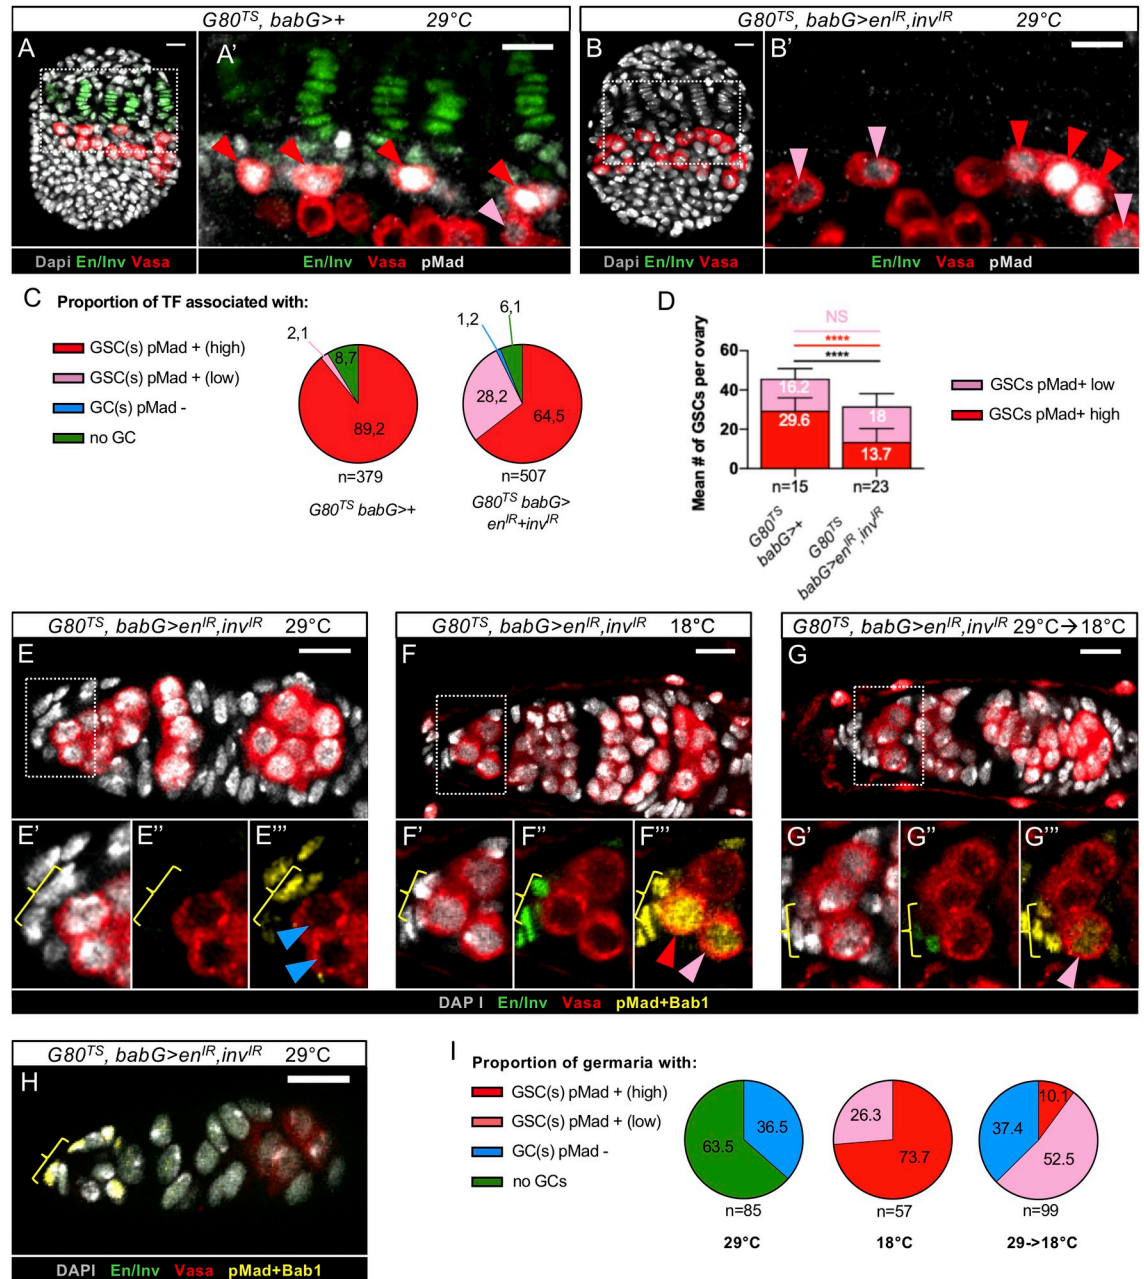 G80TS, babG>+ 29°C
G80TS, babG>enIR,invIR 29°C
A
A'
B
B'
Dapi En/Inv Vasa
En/Inv Vasa pMad
Dapi En/Inv Vasa
En/Inv Vasa pMad
C
Proportion of TF associated with:
GSC(s) pMad + (high)
GSC(s) pMad + (low)
GC(s) pMad -
no GC
2,1
8,7
89,2
n=379
G80TS babG>+
1,2
6,1
28,2
64,5
n=507
G80TS babG>
enIR+invIR
D
Mean # of GSCs per ovary
60
40
20
0
NS
****
****
16.2
29.6
18
13.7
n=15
n=23
G80TS
babG>+
G80TS
babG>enIR,invIR
GSCs pMad+ low
GSCs pMad+ high
G80TS, babG>enIR,invIR 29°C
G80TS, babG>enIR,invIR 18°C
G80TS, babG>enIR,invIR 29°C→18°C
E
F
G
E'
E''
E'''
F'
F''
F'''
G'
G''
G'''
DAP I En/Inv Vasa pMad+Bab1
G80TS, babG>enIR,invIR 29°C
H
DAPI En/Inv Vasa pMad+Bab1
I
Proportion of germaria with:
GSC(s) pMad + (high)
GSC(s) pMad + (low)
GC(s) pMad -
no GCs
63.5
36.5
n=85
29°C
26.3
73.7
n=57
18°C
10.1
37.4
52.5
n=99
29->18°C